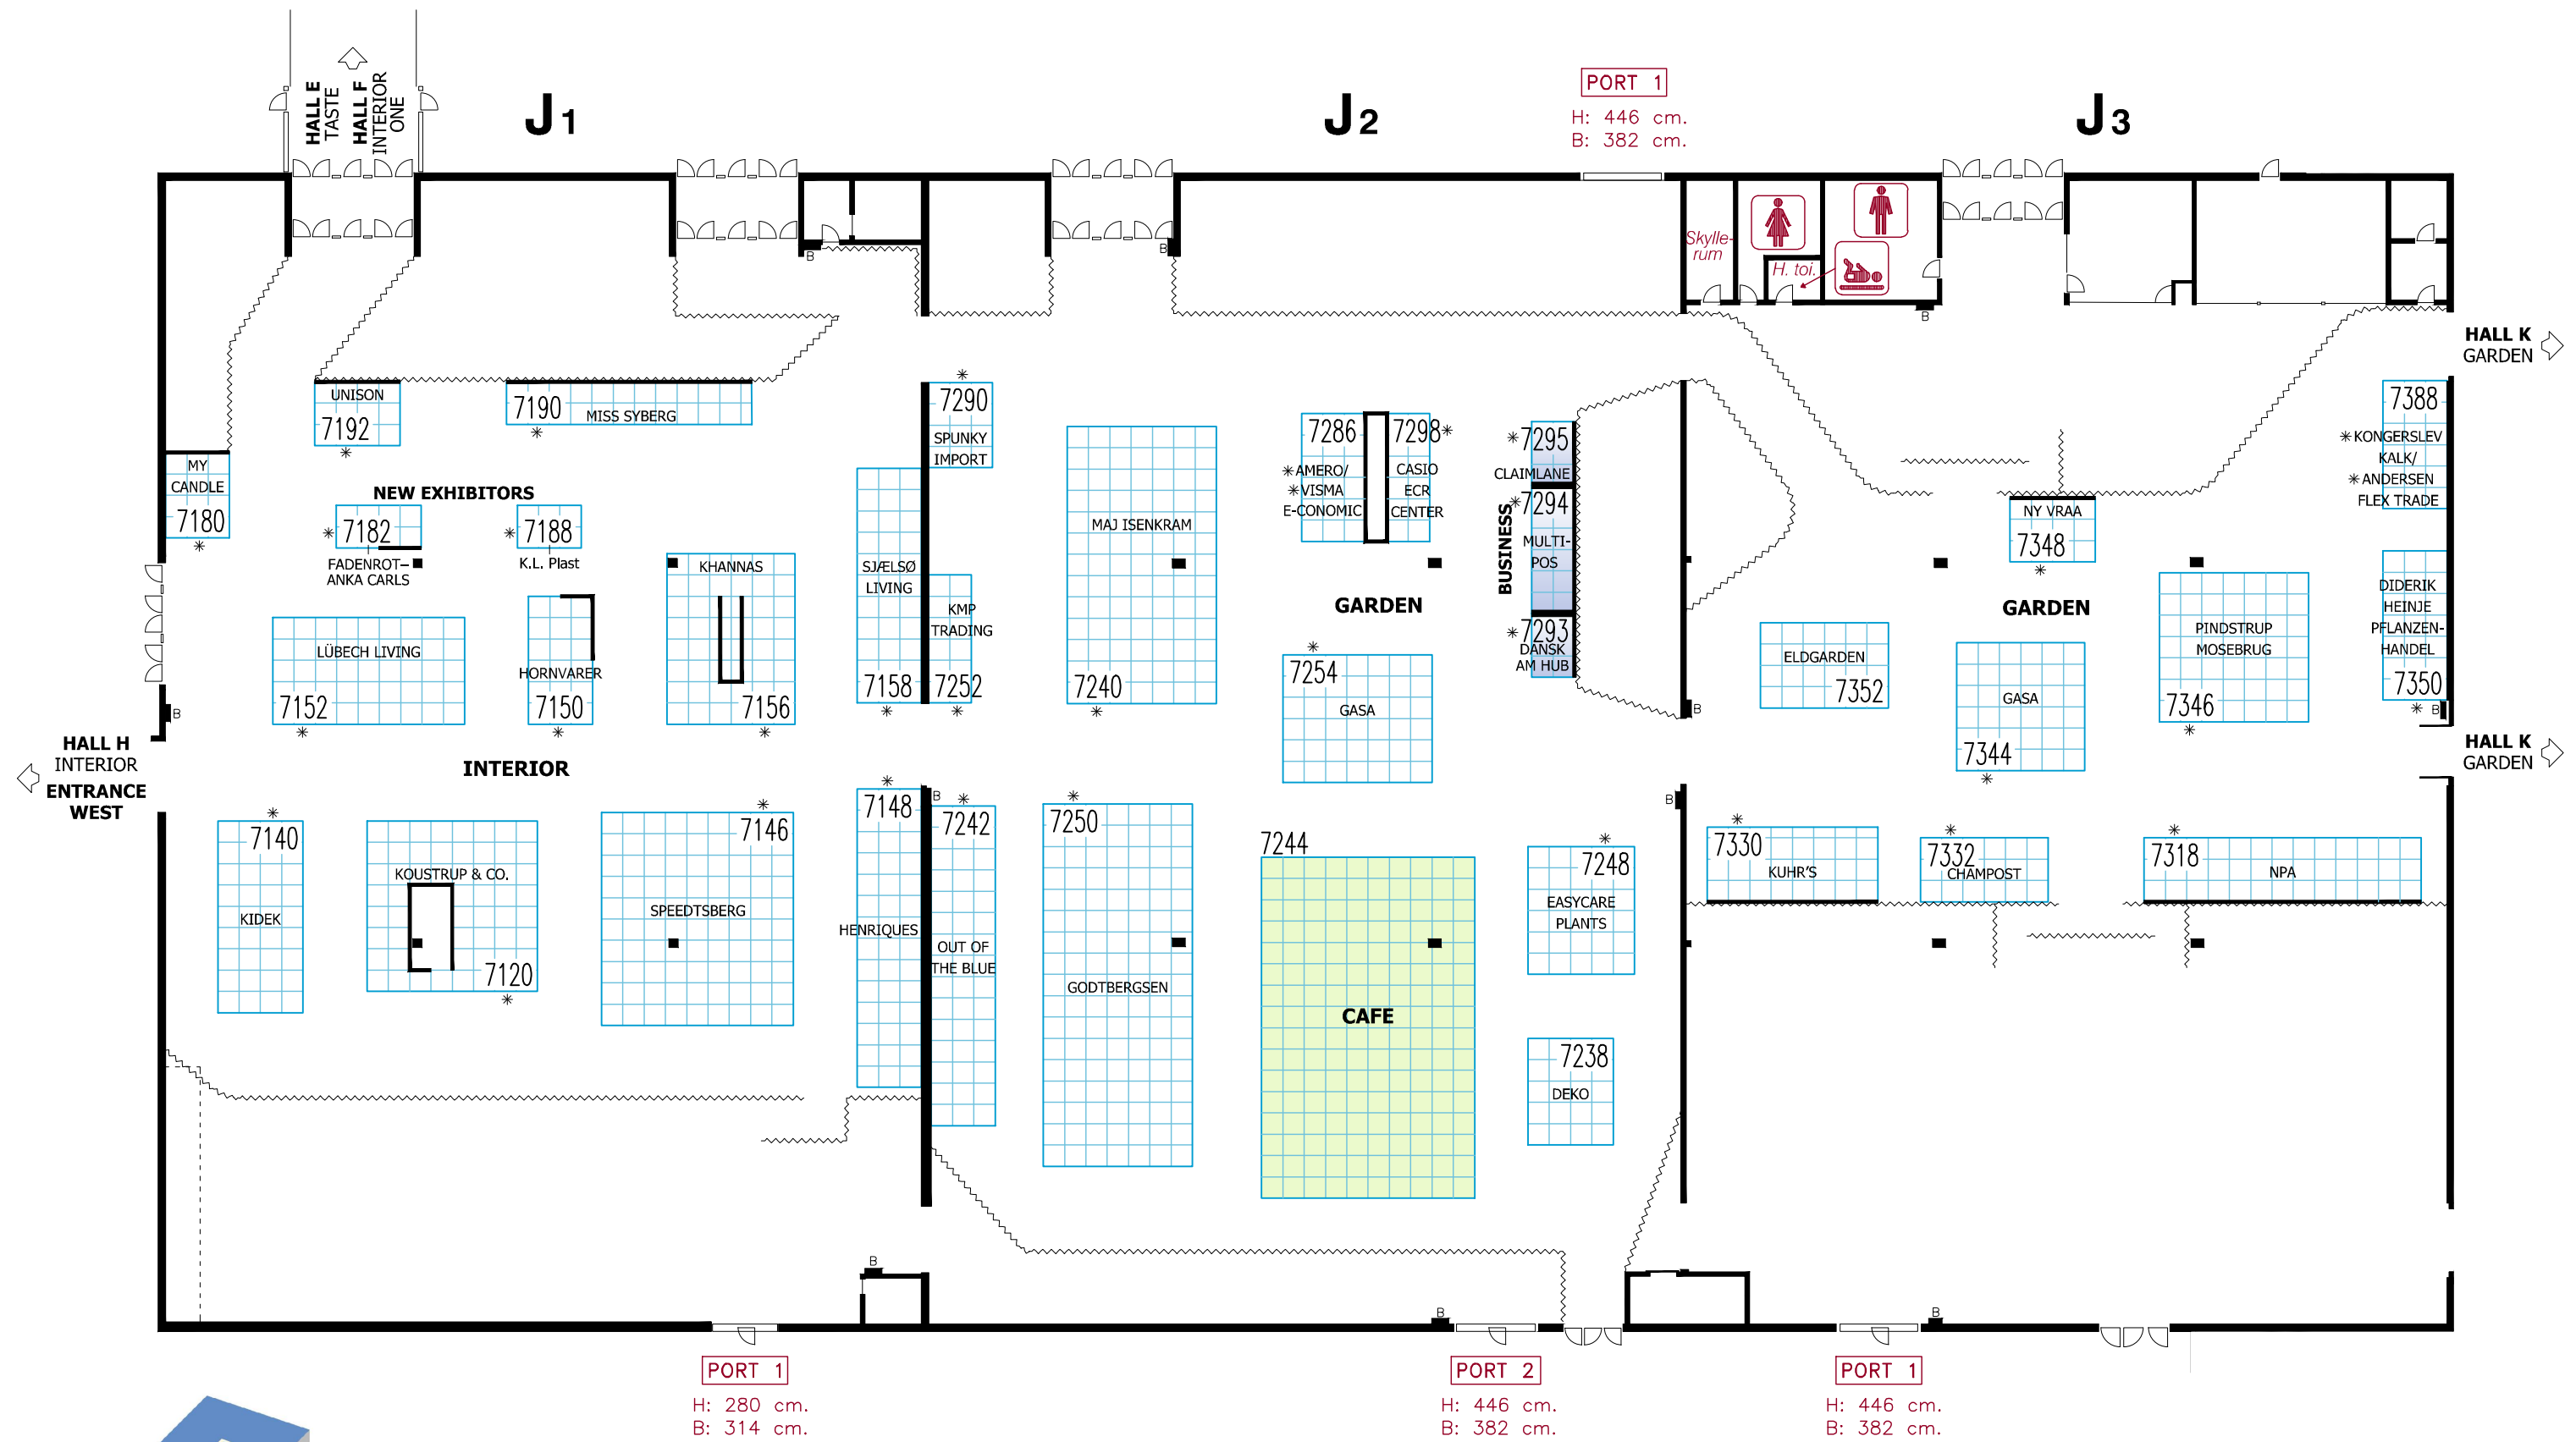 HALL E
TASTE
HALL F
INTERIOR
ONE
J1
J2
J3
PORT 1
H: 446 cm.
B: 382 cm.
Skylle-
rum
H. toi.
B
B
B
HALL K
GARDEN
UNISON
7192
7190
MISS SYBERG
7290
SPUNKY
IMPORT
MY
CANDLE
7180
NEW EXHIBITORS
7182
FADENROT-
ANKA CARLS
7188
K.L. Plast
KHANNAS
7156
SJÆLSØ
LIVING
7158
KMP
TRADING
7252
MAJ ISENKRAM
7240
7286
AMERO/
VISMA
E-CONOMIC
7298
CASIO
ECR
CENTER
BUSINESS
7295
CLAIMLANE
7294
MULTI-
POS
7293
DANSK
AM HUB
7388
KONGERSLEV
KALK/
ANDERSEN
FLEX TRADE
NY VRAA
7348
LÜBECH LIVING
7152
HORNVARER
7150
GARDEN
7254
GASA
GARDEN
ELDGARDEN
7352
GASA
7344
PINDSTRUP
MOSEBRUG
7346
DIDERIK
HEINJE
PFLANZEN-
HANDEL
7350
B
B
B
HALL H
INTERIOR
ENTRANCE
WEST
INTERIOR
HALL K
GARDEN
7140
KIDEK
KOUSTRUP & CO.
7120
7146
SPEEDTSBERG
7148
HENRIQUES
B
7242
OUT OF
THE BLUE
7250
GODTBERGSEN
7244
CAFE
7248
EASYCARE
PLANTS
7238
DEKO
B
7330
KUHR'S
7332
CHAMPOST
7318
NPA
B
B
B
PORT 1
H: 280 cm.
B: 314 cm.
PORT 2
H: 446 cm.
B: 382 cm.
PORT 1
H: 446 cm.
B: 382 cm.